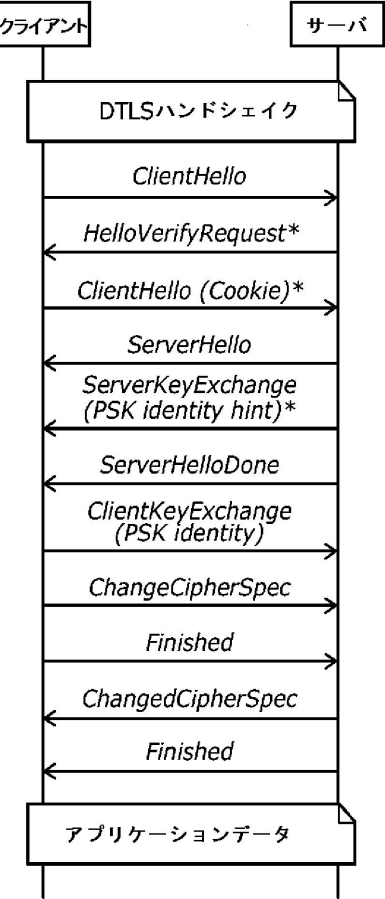 クライアント
サーバ
DTLSハンドシェイク
ClientHello
HelloVerifyRequest*
ClientHello (Cookie)*
ServerHello
ServerKeyExchange
(PSK identity hint)*
ServerHelloDone
ClientKeyExchange
(PSK identity)
ChangeCipherSpec
Finished
ChangedCipherSpec
Finished
アプリケーションデータ